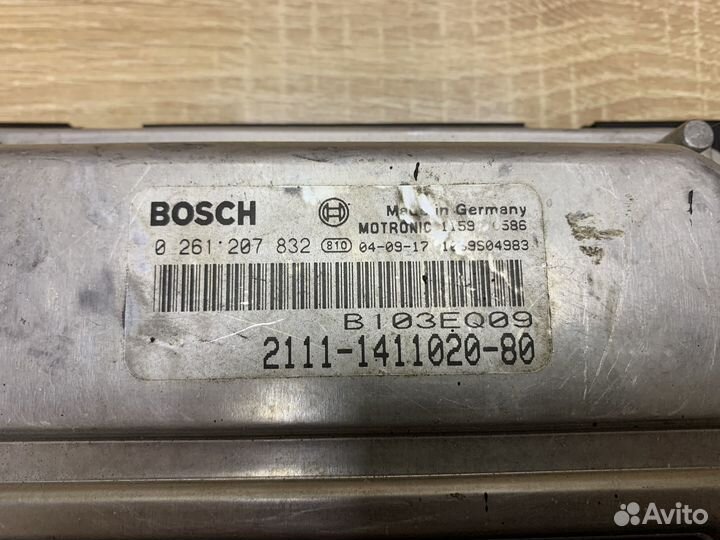 BOSCH
Made in Germany
MOTRONIC
0 261 207 832 810 04-09-17
B103EQ09
2111-1411020-80
Avito